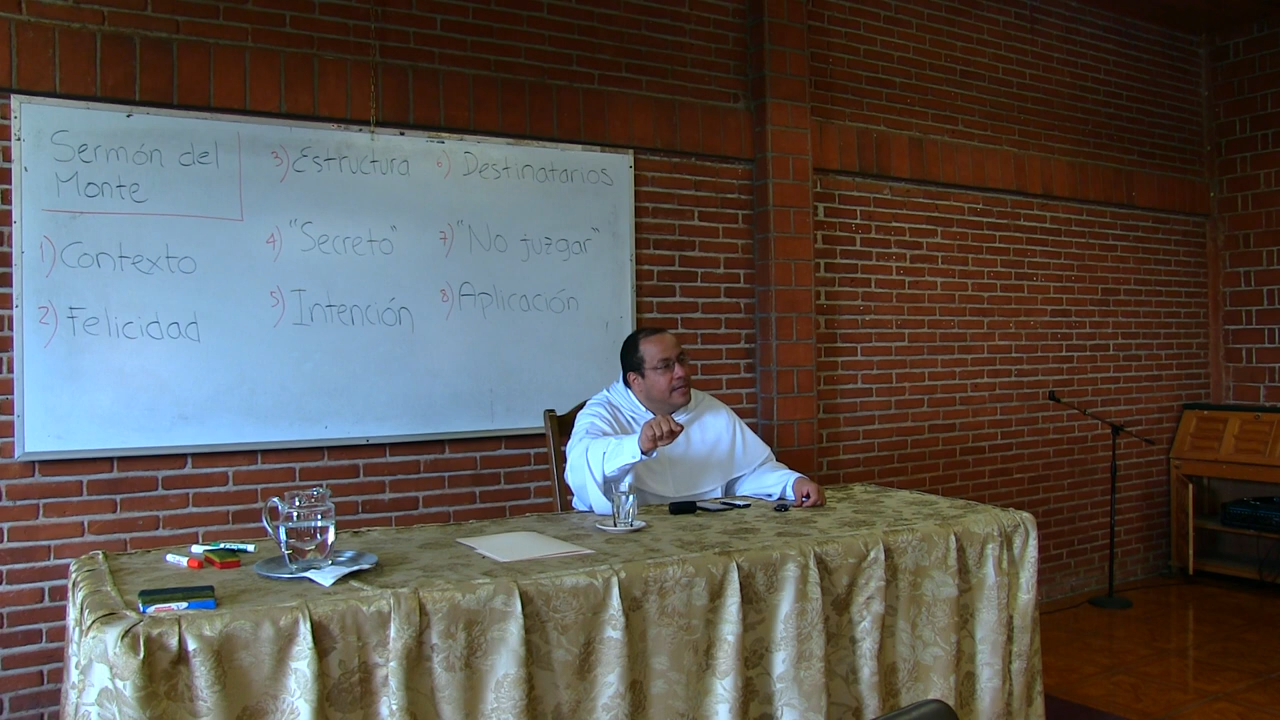 Sermón del
Monte
1) Contexto
2) Felicidad
3) Estructura
4) "Secreto"
5) Intención
6) Destinatarios
7) "No juzgar"
8) Aplicación